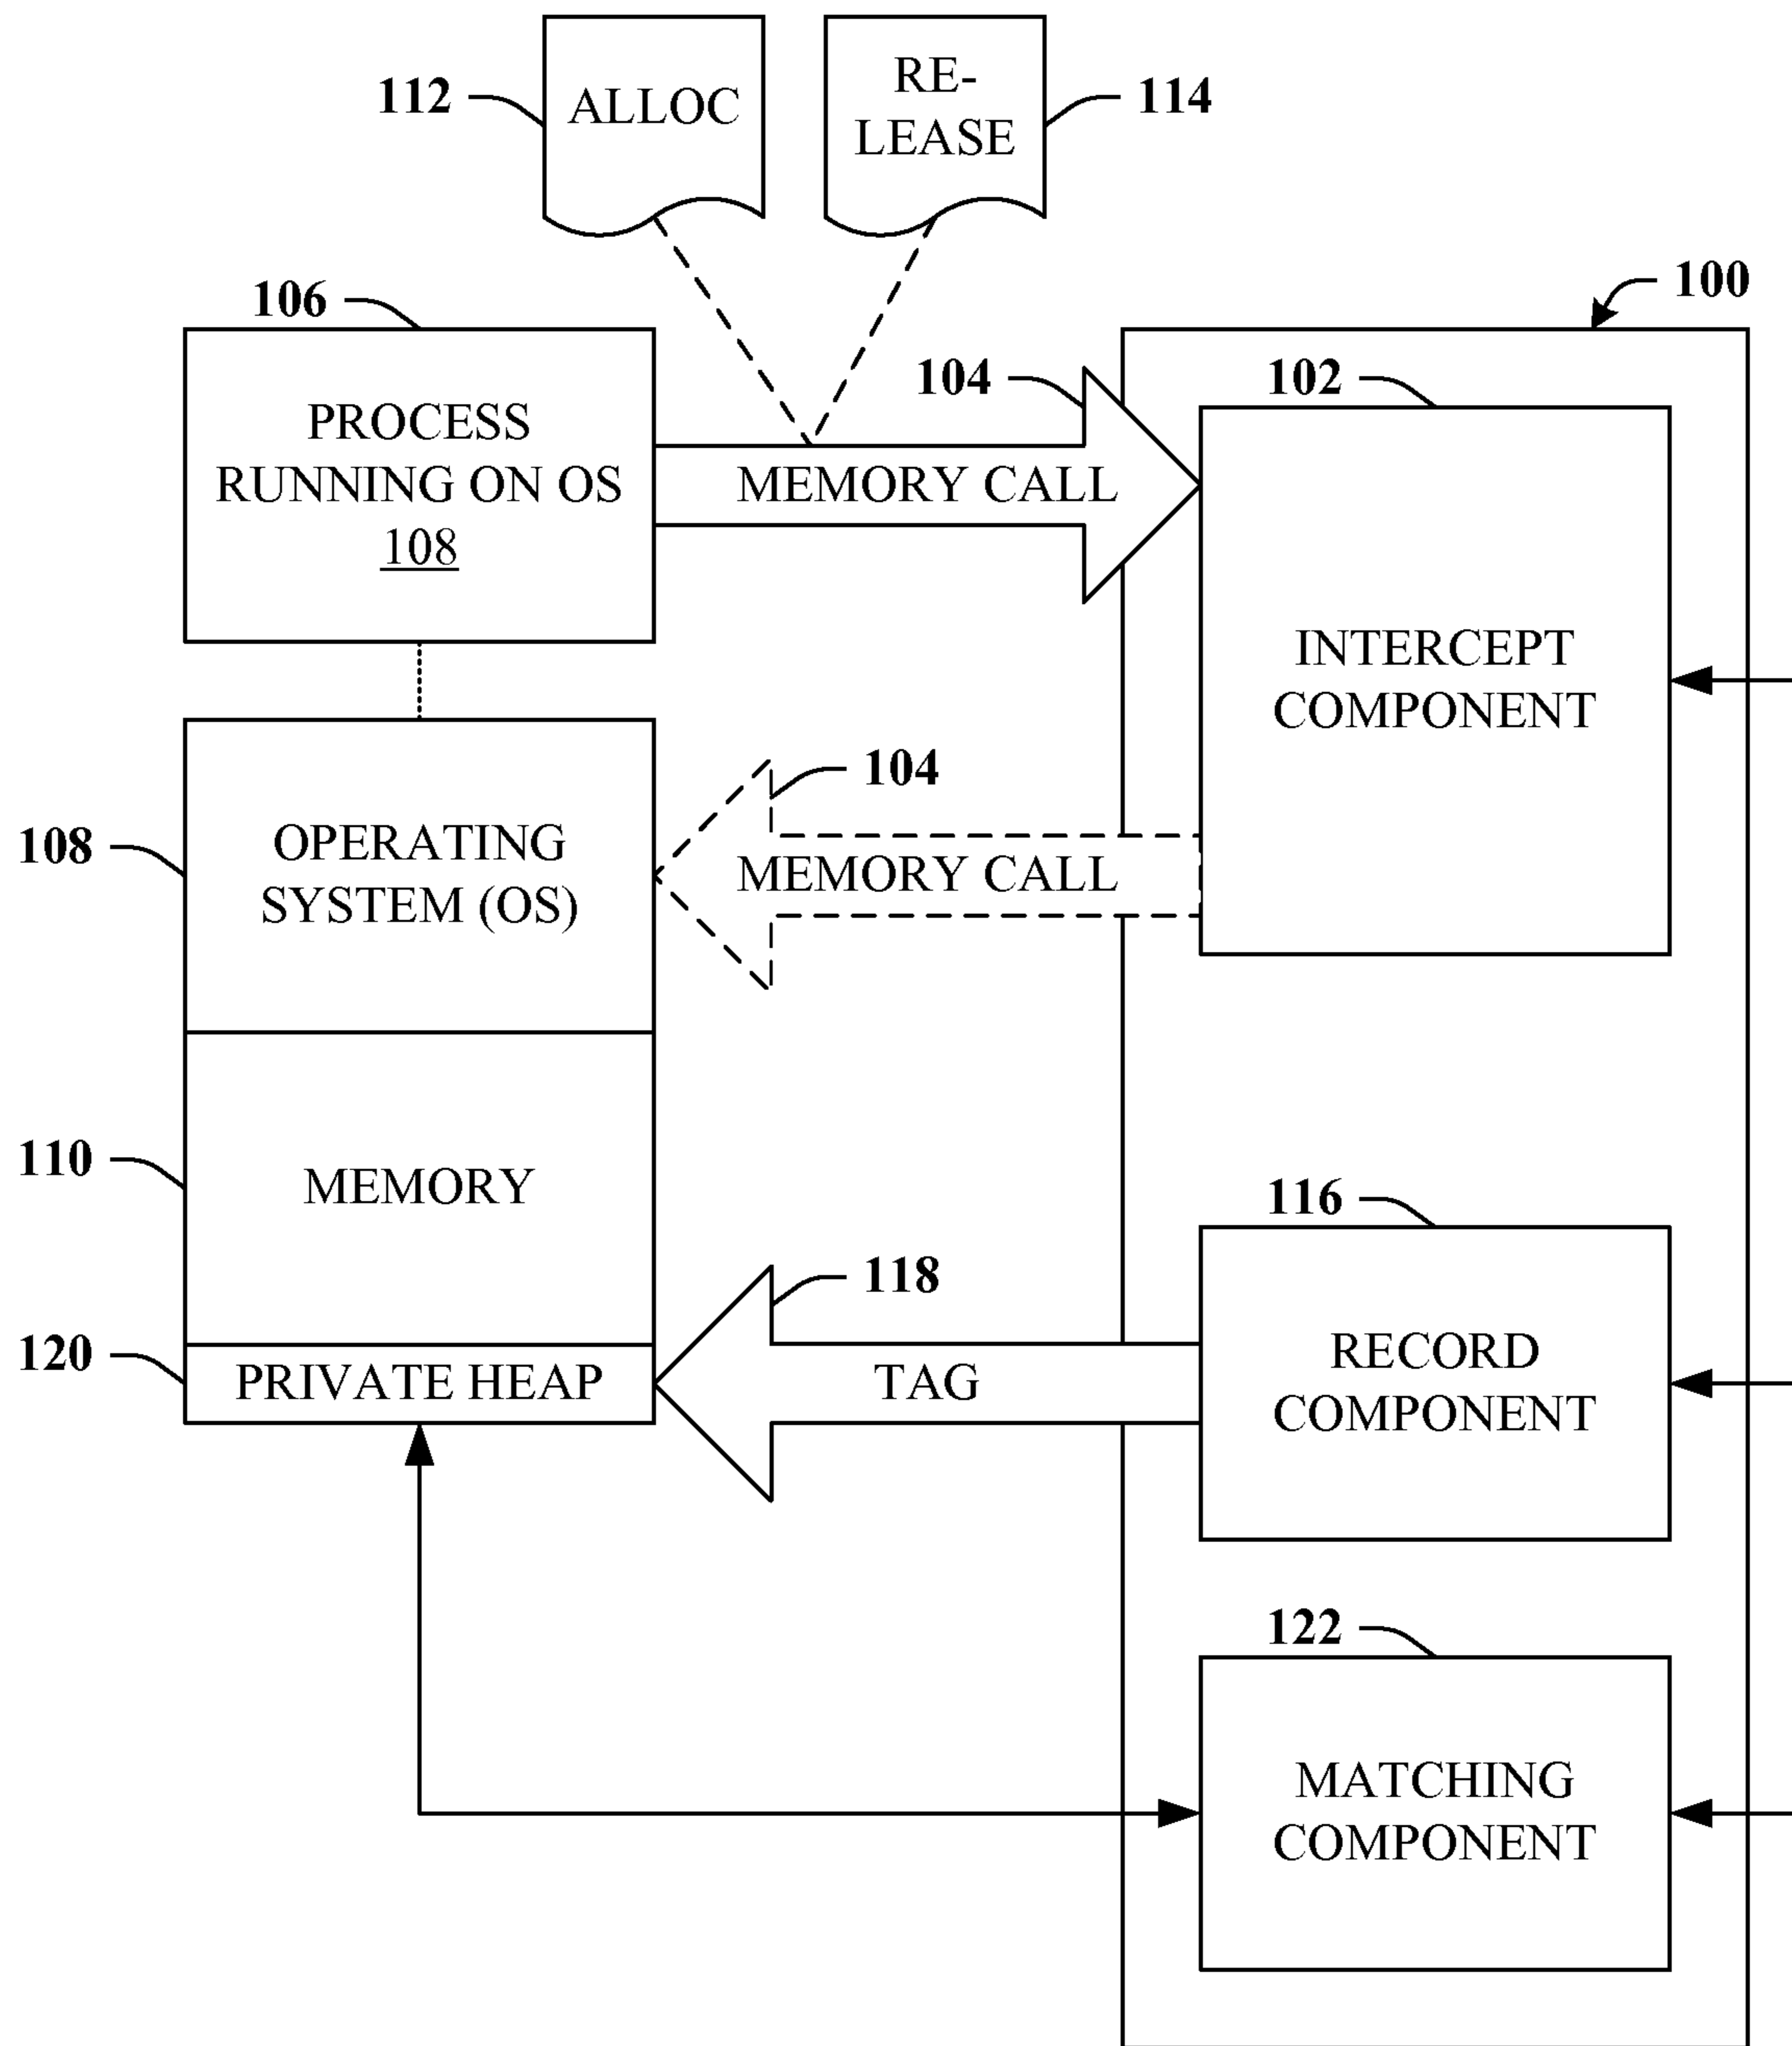 112
ALLOC
RE-
LEASE
114
106
100
PROCESS
RUNNING ON OS
108
104
MEMORY CALL
102
INTERCEPT
COMPONENT
108
OPERATING
SYSTEM (OS)
104
MEMORY CALL
110
MEMORY
116
RECORD
COMPONENT
118
TAG
120
PRIVATE HEAP
122
MATCHING
COMPONENT